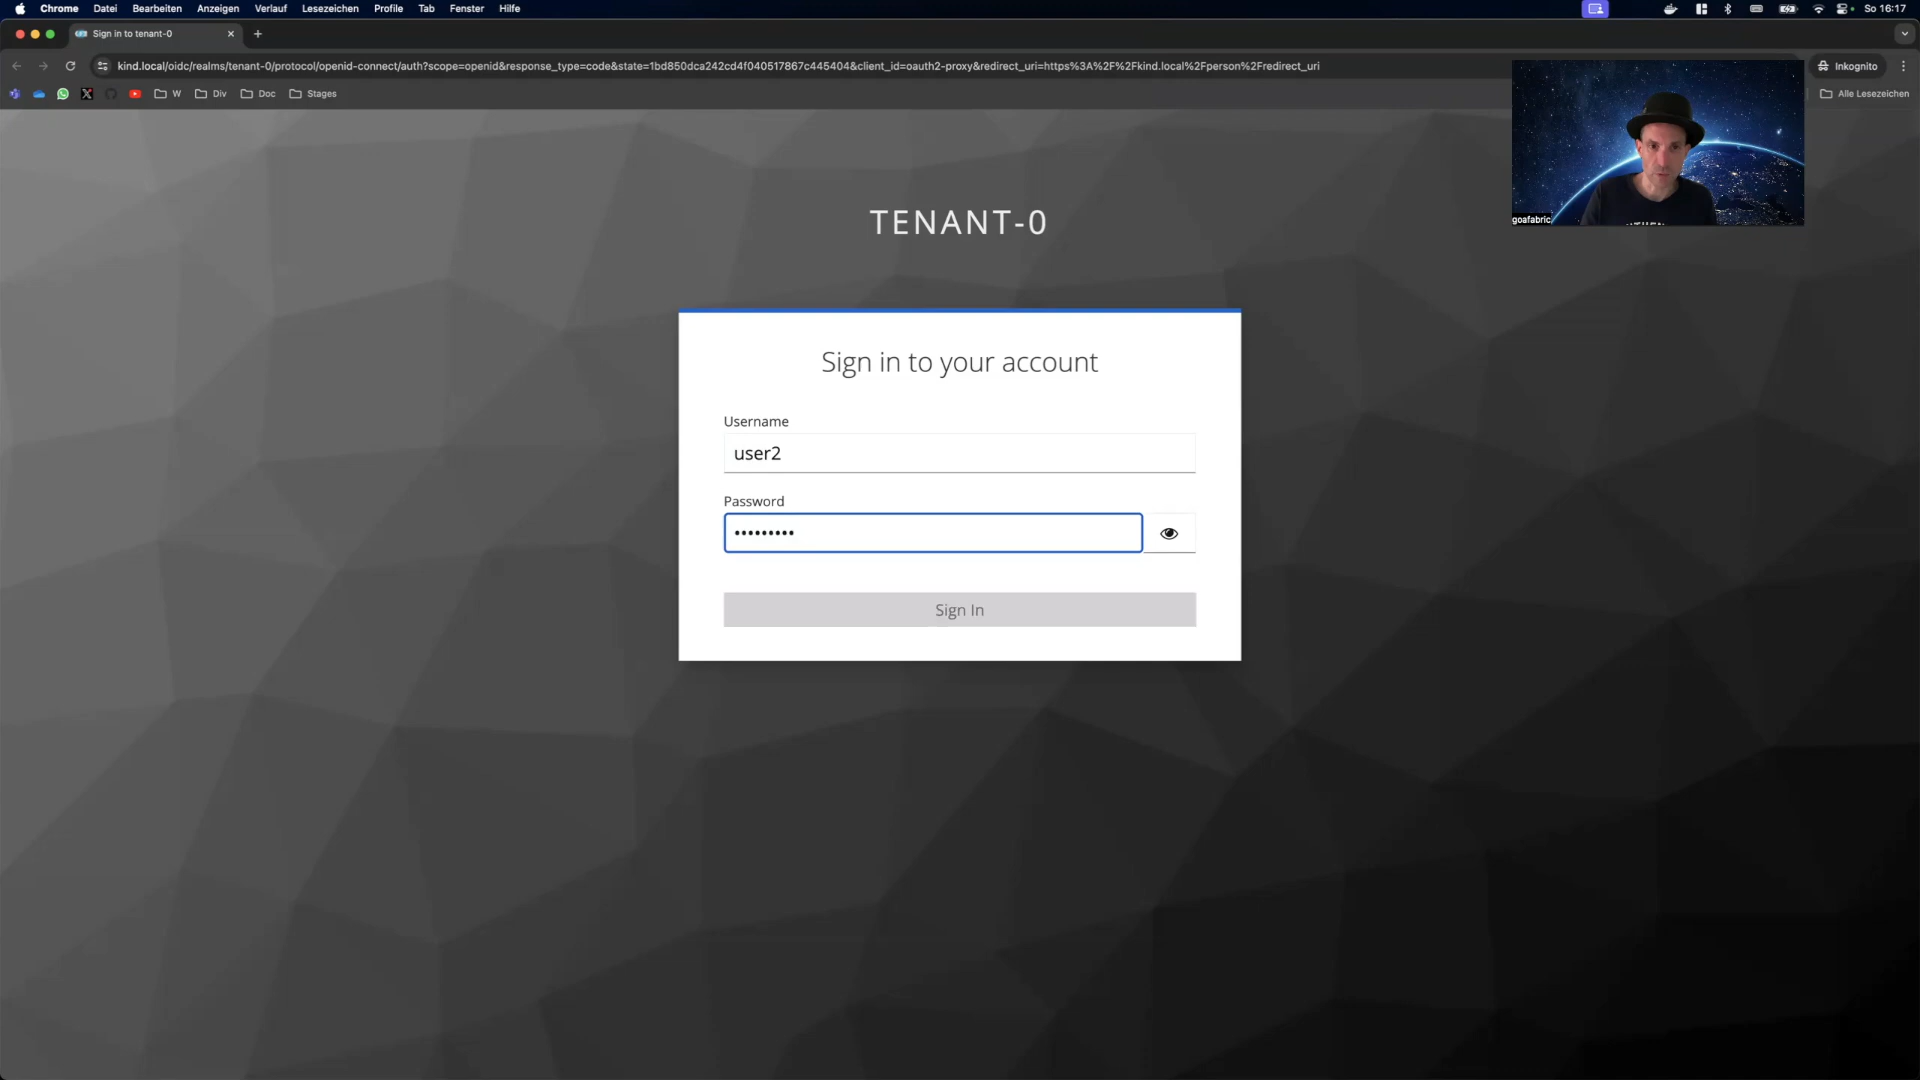 Chrome Datei Bearbeiten Anzeigen Verlauf Lesezeichen Profile Tab Fenster Hilfe So 16:17
Sign in to tenant-0
kind.local/oidc/realms/tenant-0/protocol/openid-connect/auth?scope=openid&response_type=code&state=1bd850dca242cd4f040517867c445404&client_id=oauth2-proxy&redirect_uri=https%3A%2F%2Fkind.local%2Fperson%2Fredirect_uri Inkognito
W Div Doc Stages Alle Lesezeichen
goafabric
TENANT-0
Sign in to your account
Username
user2
Password
•••••••••
Sign In